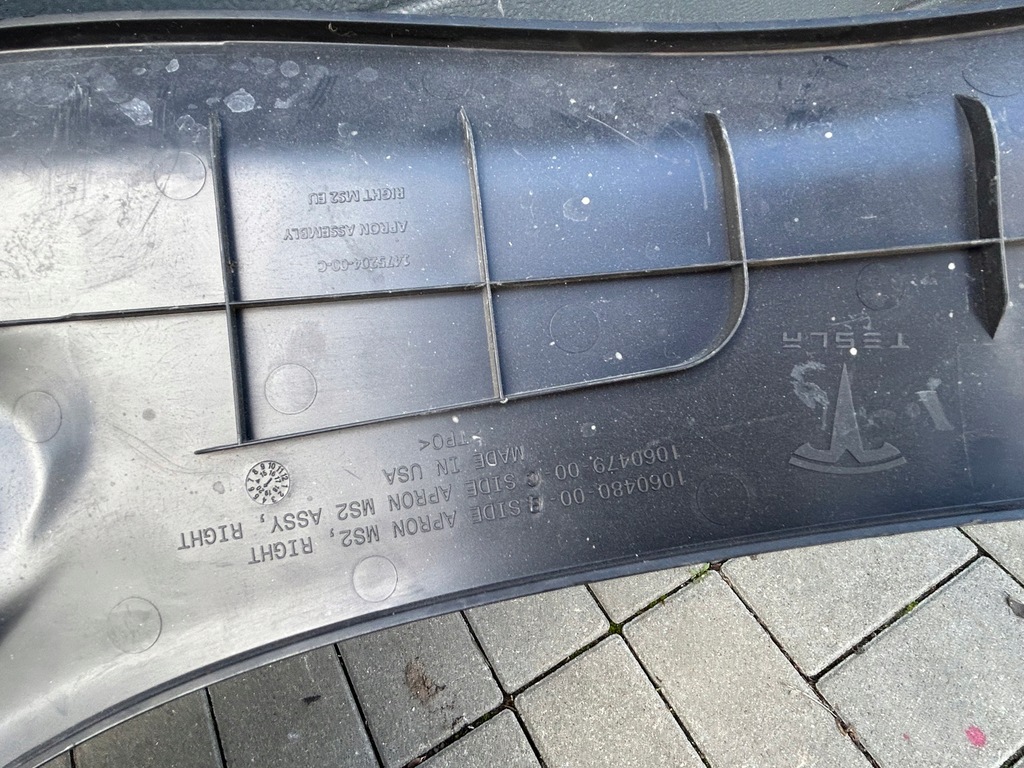 1060480-00-E SIDE APRON MS2, RIGHT
1060479-00-C SIDE APRON MS2 ASSY, RIGHT
MADE IN USA
TPO<
TESLA
1475204-00-C
APRON ASSEMBLY
RIGHT MS2 EU